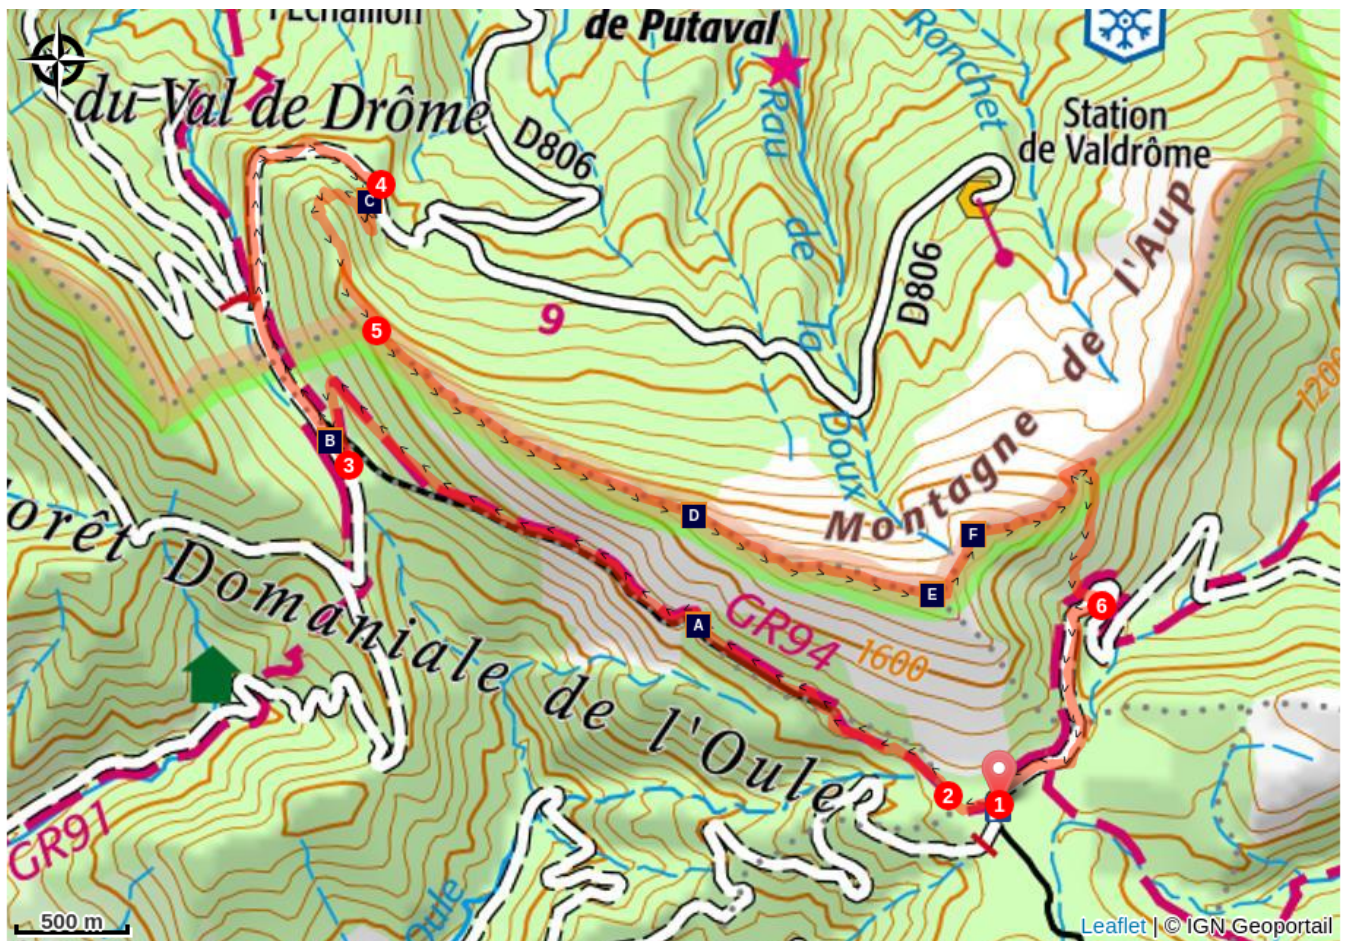 l'Echaillon
de Putaval
Ronchet
du Val de Drôme
D806
Rau de la Doux
Station
de Valdrôme
4
C
D806
9
5
Montagne de l'Aup
1200
B
3
D
F
E
orêt Domaniale de l'Oule
A
GR94
1600
6
2
1
GR91
Oule
500 m
Leaflet | © IGN Geoportail